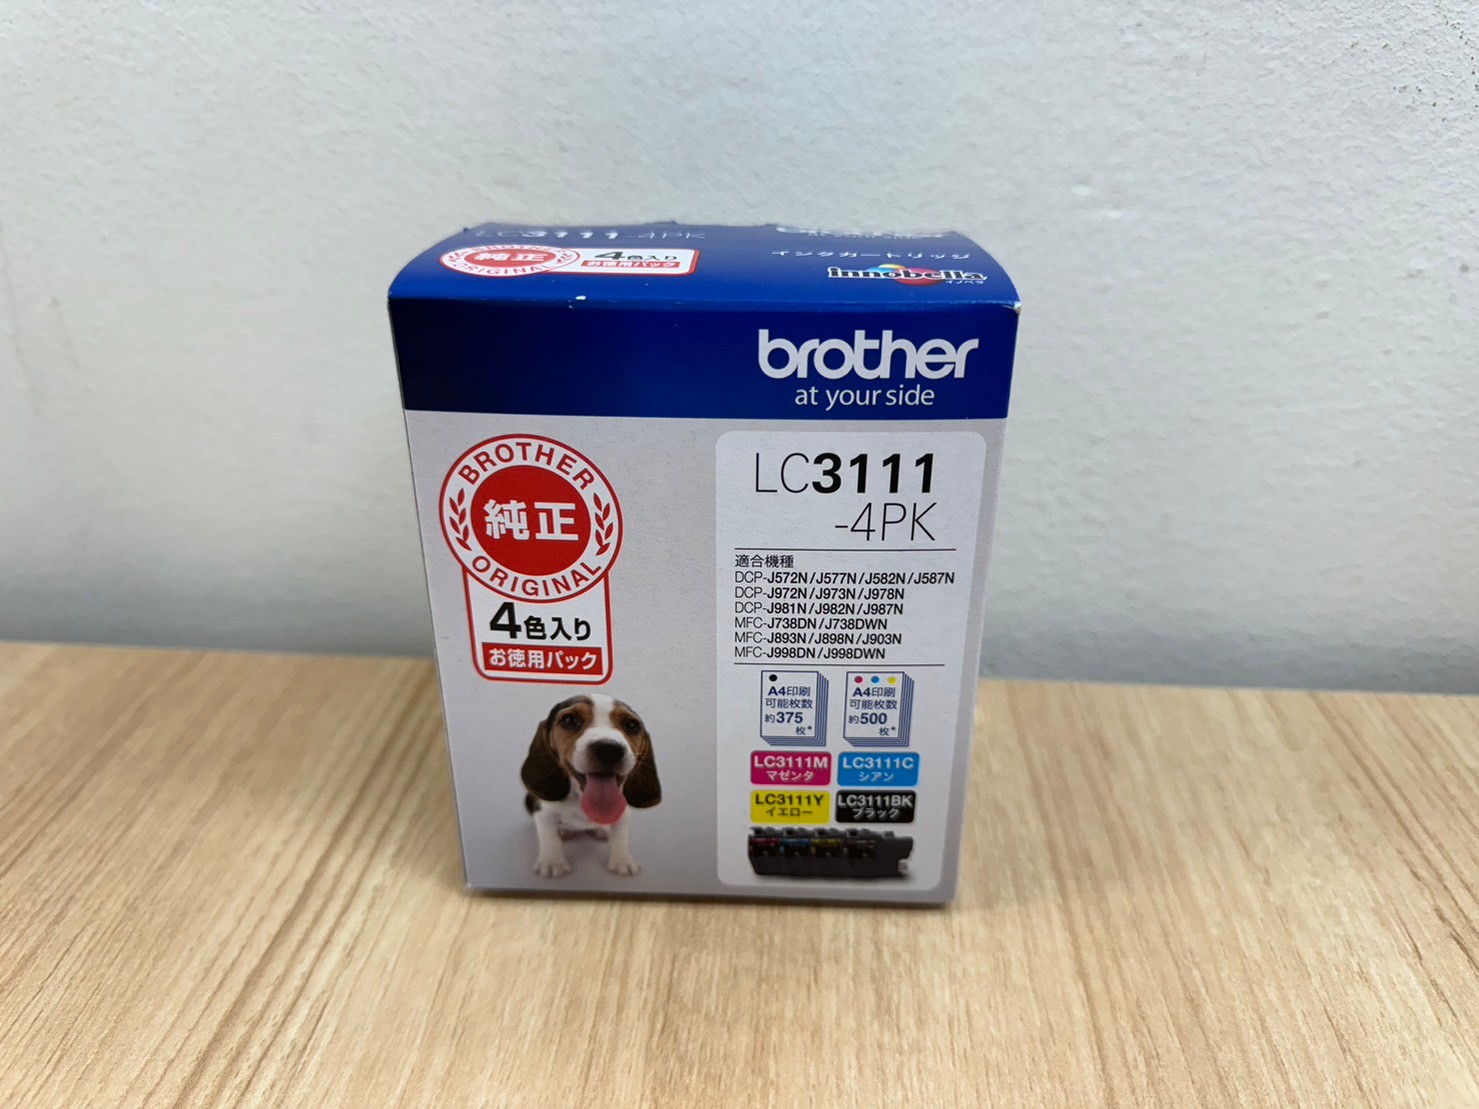 LC3111-4PK
BROTHER
純正
ORIGINAL
4色入り
お徳用パック
インクカートリッジ
innobella
イノベラ
brother
at your side
BROTHER
純正
ORIGINAL
4色入り
お徳用パック
LC3111
-4PK
適合機種
DCP-J572N/J577N/J582N/J587N
DCP-J972N/J973N/J978N
DCP-J981N/J982N/J987N
MFC-J738DN/J738DWN
MFC-J893N/J898N/J903N
MFC-J998DN/J998DWN
A4印刷
可能枚数
約375
枚*
A4印刷
可能枚数
約500
枚*
LC3111M
マゼンタ
LC3111C
シアン
LC3111Y
イエロー
LC3111BK
ブラック